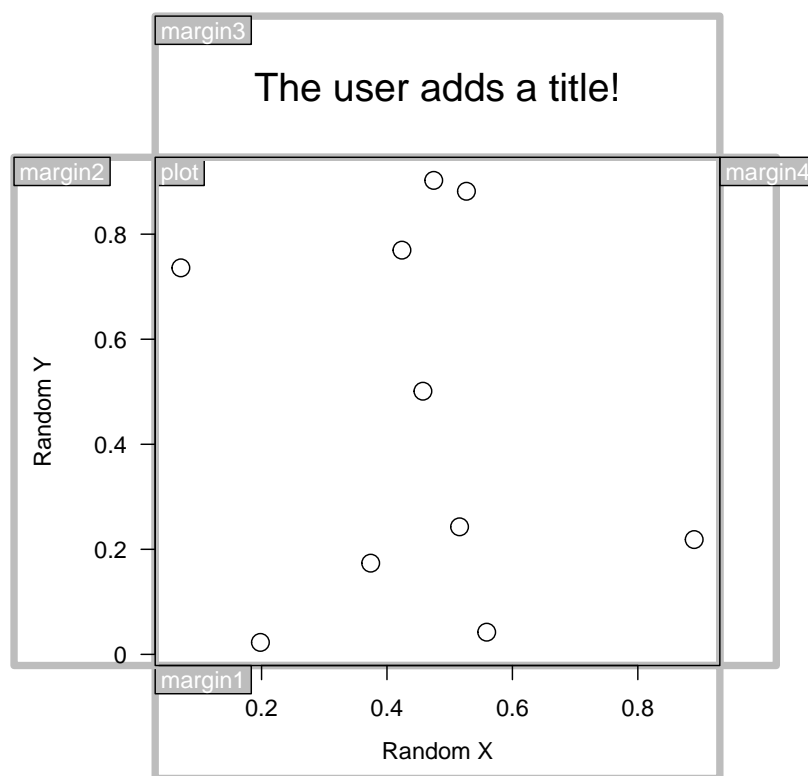 margin3
The user adds a title!
margin2
plot
margin4
0.8
0.6
0.4
0.2
0
Random Y
margin1
0.2 0.4 0.6 0.8
Random X